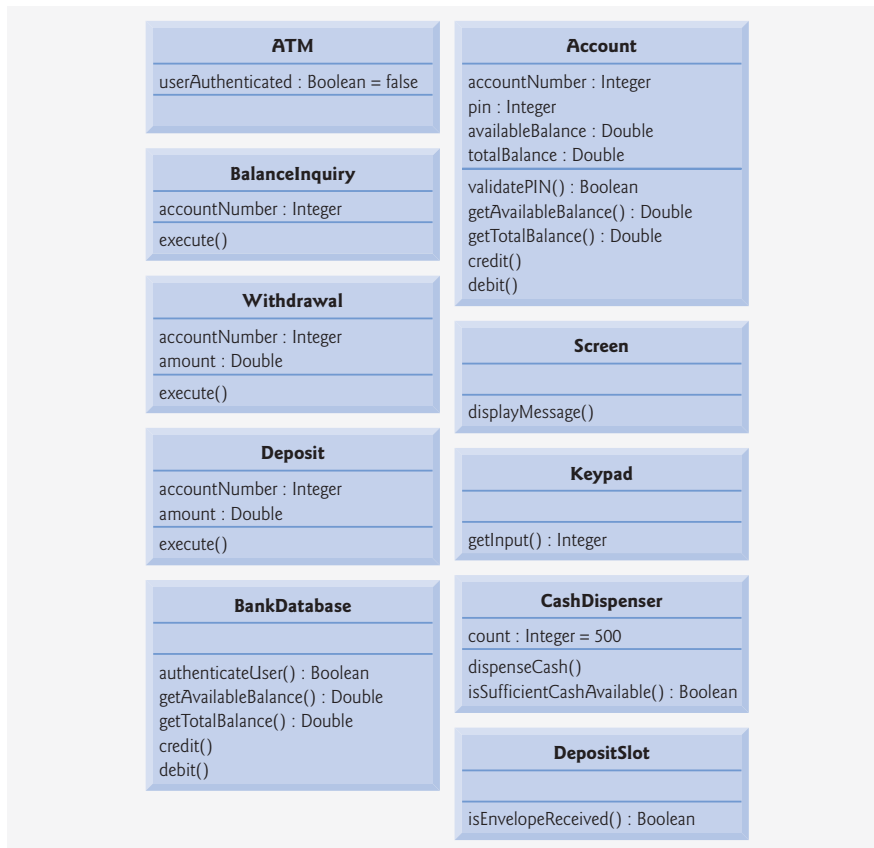 ATM
userAuthenticated : Boolean = false
BalanceInquiry
accountNumber : Integer
execute()
Withdrawal
accountNumber : Integer
amount : Double
execute()
Deposit
accountNumber : Integer
amount : Double
execute()
BankDatabase
authenticateUser() : Boolean
getAvailableBalance() : Double
getTotalBalance() : Double
credit()
debit()
Account
accountNumber : Integer
pin : Integer
availableBalance : Double
totalBalance : Double
validatePIN() : Boolean
getAvailableBalance() : Double
getTotalBalance() : Double
credit()
debit()
Screen
displayMessage()
Keypad
getInput() : Integer
CashDispenser
count : Integer = 500
dispenseCash()
isSufficientCashAvailable() : Boolean
DepositSlot
isEnvelopeReceived() : Boolean